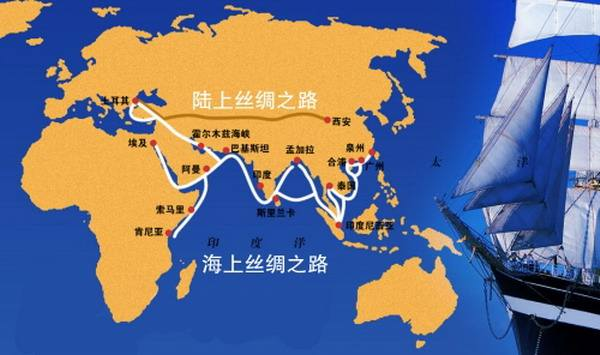 土耳其
陆上丝绸之路
西安
埃及
霍尔木兹海峡
巴基斯坦
孟加拉
泉州
合浦
广州
太 洋
阿曼
印度
泰国
索马里
斯里兰卡
印度尼西亚
肯尼亚
印 度 洋
海上丝绸之路